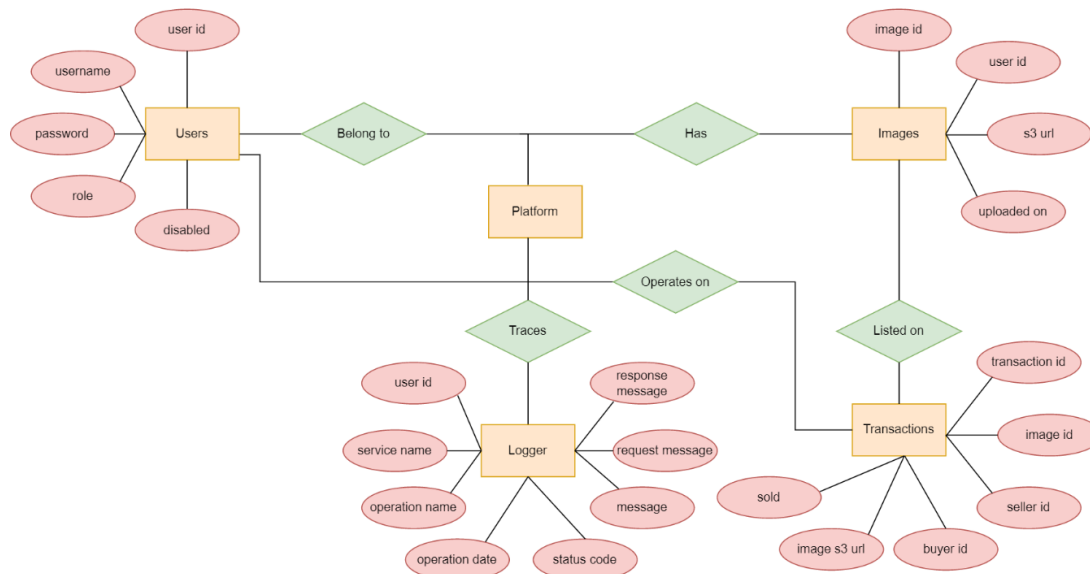 user id
image id
username
user id
Users
Belong to
Has
Images
password
s3 url
role
Platform
uploaded on
disabled
Operates on
Traces
Listed on
user id
response
message
transaction id
service name
Logger
request message
Transactions
image id
operation name
message
sold
seller id
operation date
status code
image s3 url
buyer id